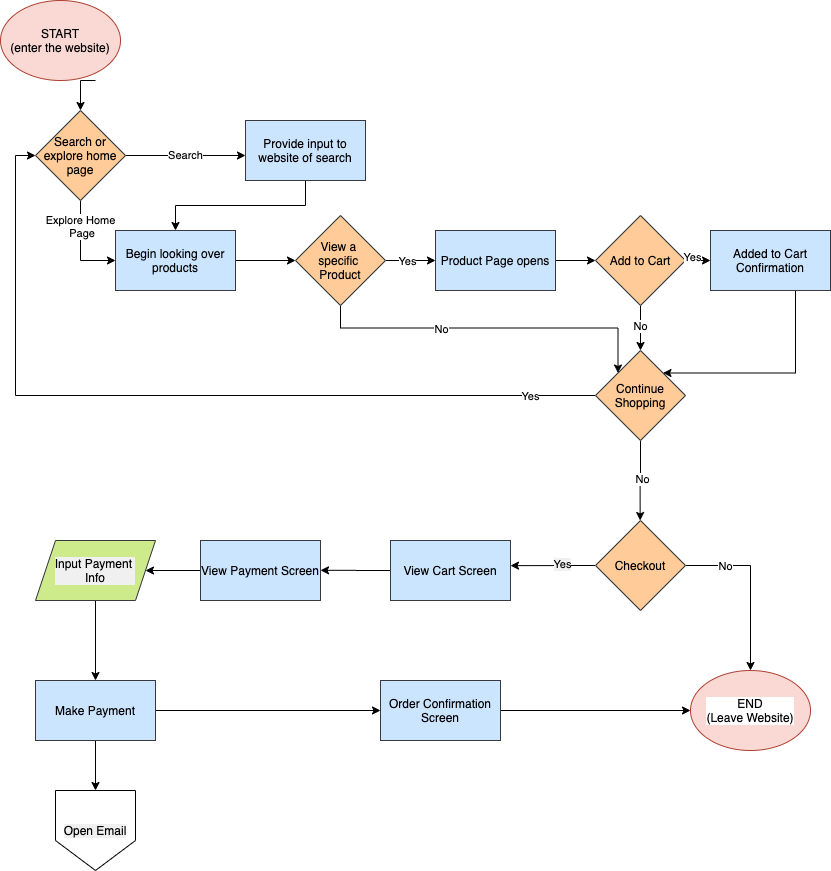 START
(enter the website)
Search or
explore home
page
Search
Provide input to
website of search
Explore Home
Page
Begin looking over
products
View a
specific
Product
Yes
Product Page opens
Add to Cart
Yes
Added to Cart
Confirmation
No
No
Continue
Shopping
Yes
No
Input Payment
Info
View Payment Screen
View Cart Screen
Yes
Checkout
No
Make Payment
Order Confirmation
Screen
END
(Leave Website)
Open Email